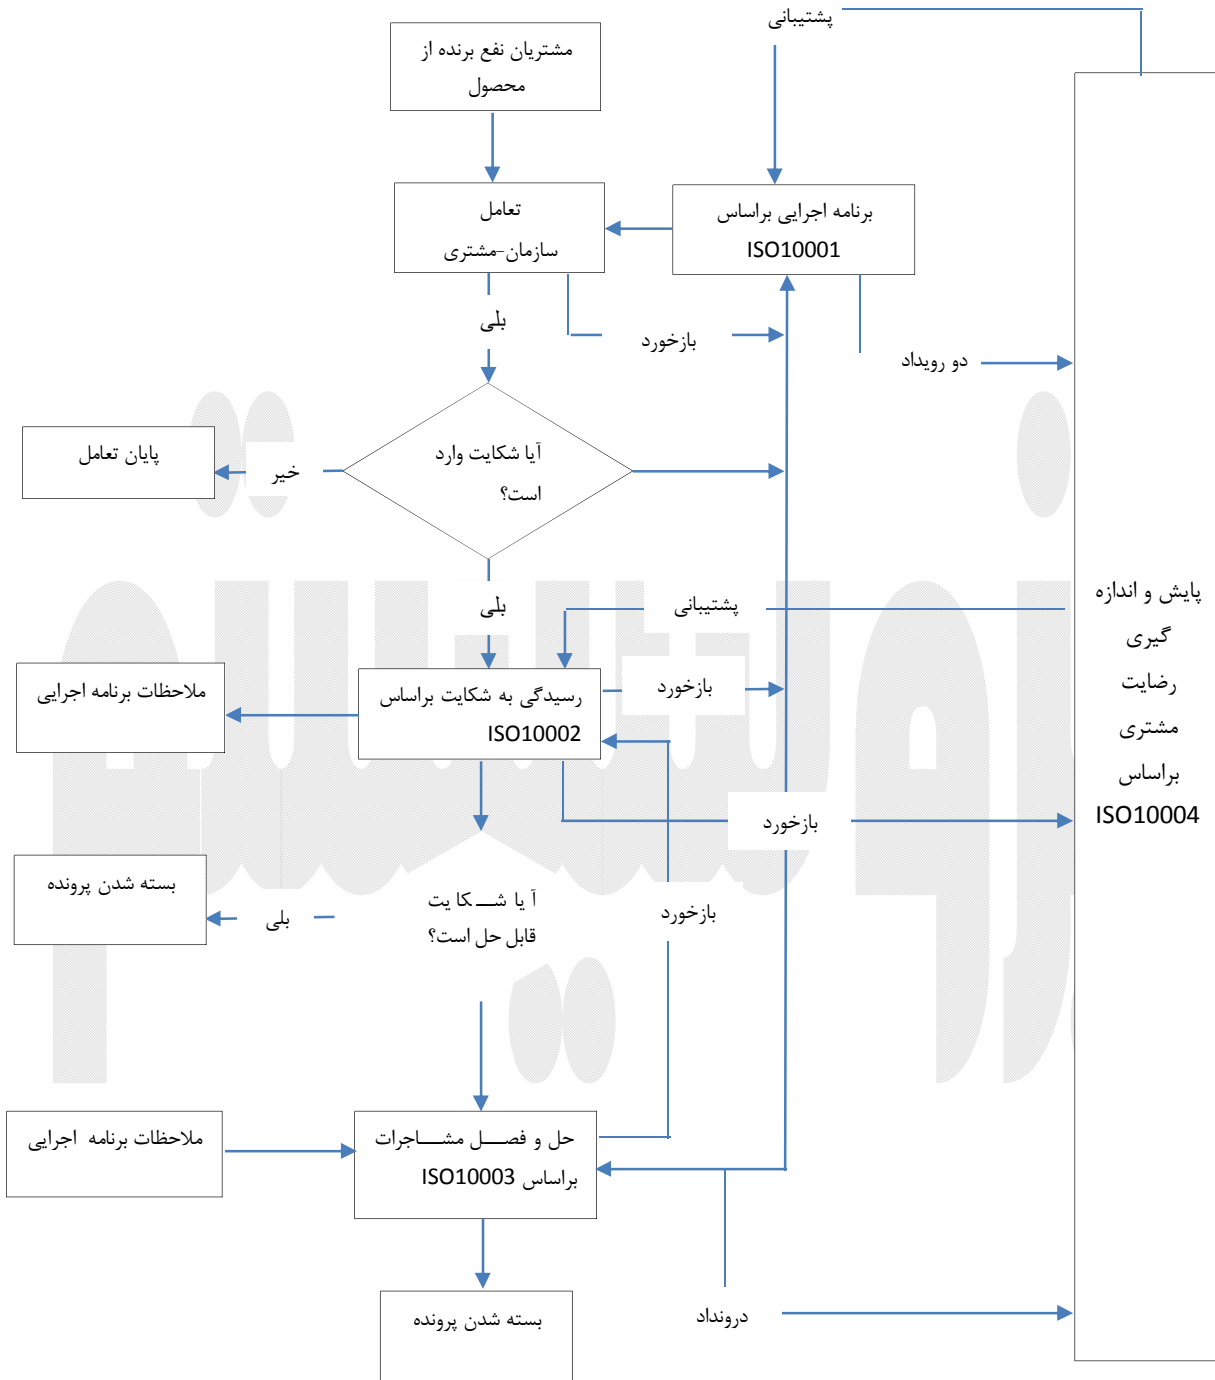 پشتیبانی
مشتریان نفع برنده از
محصول
تعامل
سازمان-مشتری
برنامه اجرایی براساس
ISO10001
بلی
بازخورد
دو رویداد
آیا شکایت وارد
است؟
خیر
پایان تعامل
بلی
پشتیبانی
پایش و اندازه
گیری
رضایت
مشتری
براساس
ISO10004
رسیدگی به شکایت براساس
ISO10002
بازخورد
ملاحظات برنامه اجرایی
بازخورد
آ یا شــکا یت
قابل حل است؟
بلی
بسته شدن پرونده
بازخورد
حل و فصــل مشــاجرات
براساس ISO10003
ملاحظات برنامه اجرایی
بسته شدن پرونده
درونداد